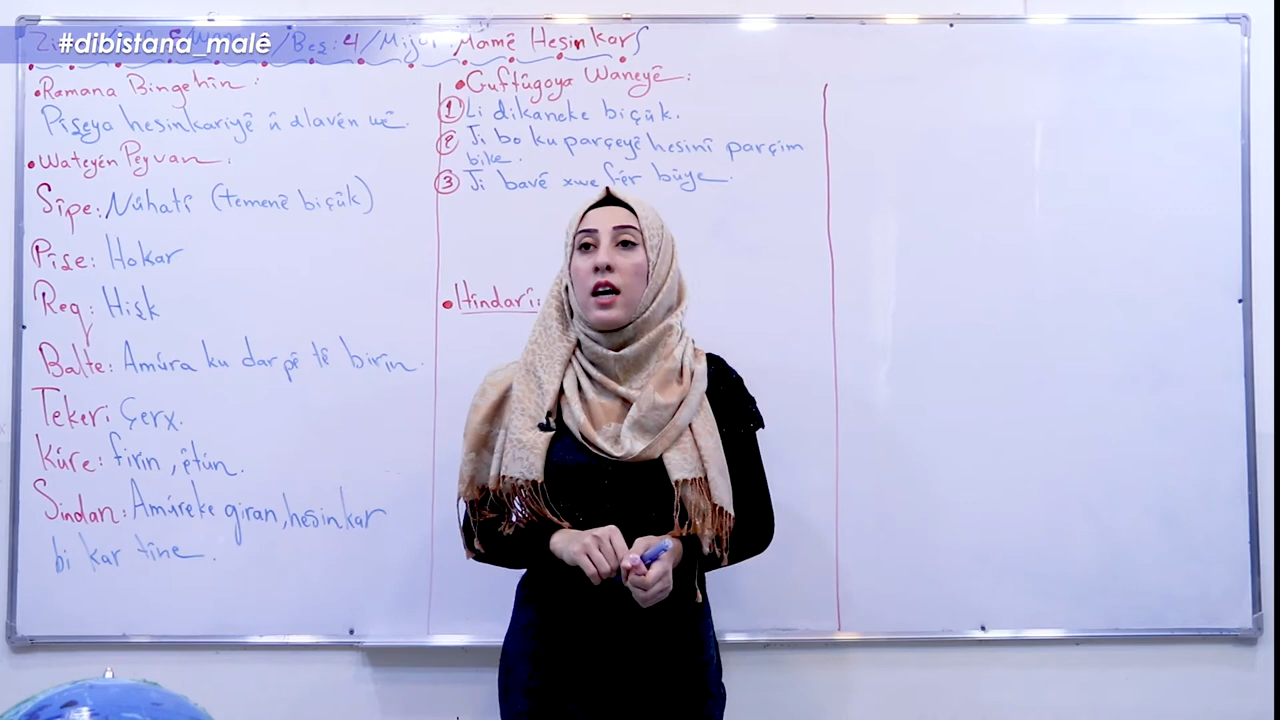 #dibistana_malê
/Beş: 4/Mijar: Mamê Hesinkar
•Ramana Bingehîn:
Pîşeya hesinkariyê û alavên wê.
•Wateyên Peyvan:
Sîpe: Nûhatî (temenê biçûk)
Pîşe: Hokar
Req: Hişk
Balte: Amûra ku dar pê tê birîn.
Teker: Çerx.
Kûre: firin, êtûn.
Sindan: Amûreke giran, hesinkar
bi kar tîne.
•Guftûgoya Waneyê:
1 Li dikaneke biçûk.
2 Ji bo ku parçeyê hesinî parçim
bike.
3 Ji bavê xwe fêr bûye.
•Hîndarî: